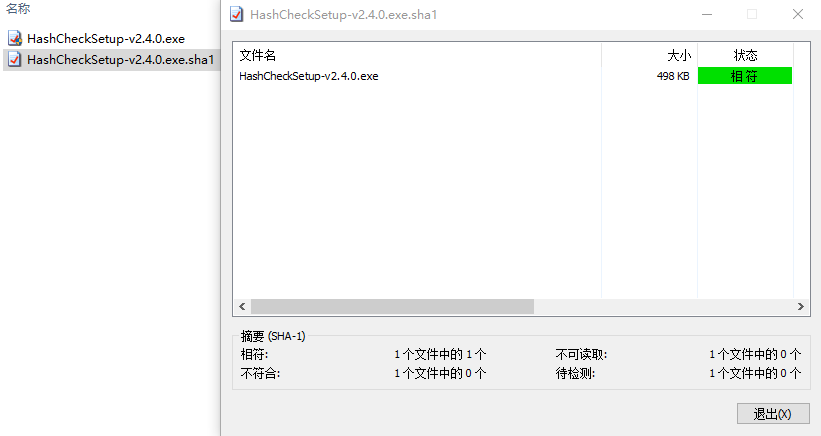 名称
HashCheckSetup-v2.4.0.exe
HashCheckSetup-v2.4.0.exe.sha1
HashCheckSetup-v2.4.0.exe.sha1
文件名 大小 状态
HashCheckSetup-v2.4.0.exe 498 KB 相符
摘要 (SHA-1)
相符: 1 个文件中的 1 个 不可读取: 1 个文件中的 0 个
不符合: 1 个文件中的 0 个 待检测: 1 个文件中的 0 个
退出(X)